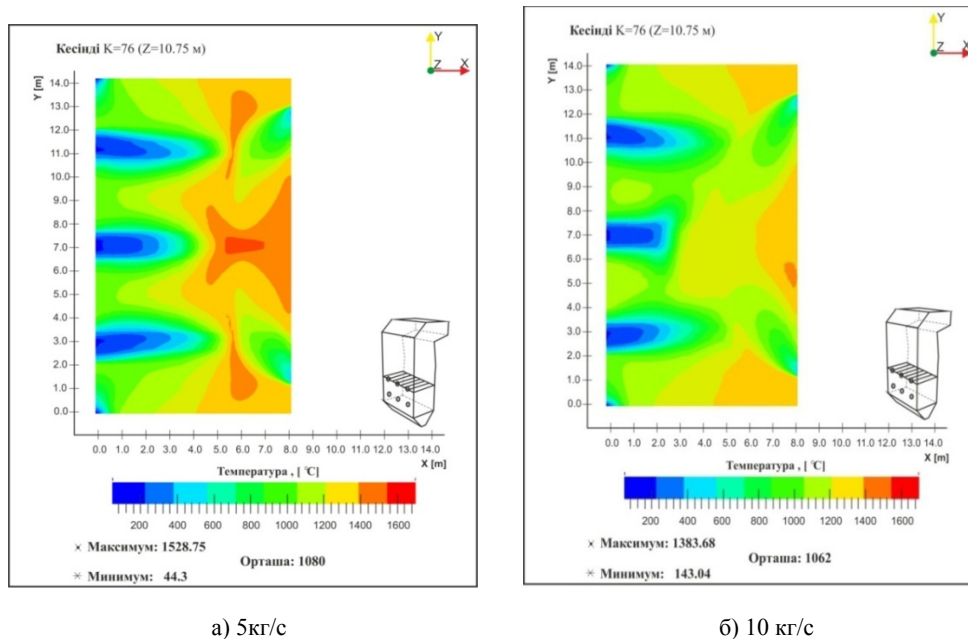 Кесінді K=76 (Z=10.75 м)
Y
Z
X
Y [m]
14.0
13.0
12.0
11.0
10.0
9.0
8.0
7.0
6.0
5.0
4.0
3.0
2.0
1.0
0.0
0.0 1.0 2.0 3.0 4.0 5.0 6.0 7.0 8.0 9.0 10.0 11.0 12.0 13.0 14.0
X [m]
Температура , [ ℃]
200 400 600 800 1000 1200 1400 1600
Максимум: 1528.75
Орташа: 1080
Минимум: 44.3
а) 5кг/с
Кесінді K=76 (Z=10.75 м)
Y
Z
X
Y [m]
14.0
13.0
12.0
11.0
10.0
9.0
8.0
7.0
6.0
5.0
4.0
3.0
2.0
1.0
0.0
0.0 1.0 2.0 3.0 4.0 5.0 6.0 7.0 8.0 9.0 10.0 11.0 12.0 13.0 14.0
X [m]
Температура , [ ℃]
200 400 600 800 1000 1200 1400 1600
Максимум: 1383.68
Орташа: 1062
Минимум: 143.04
б) 10 кг/с